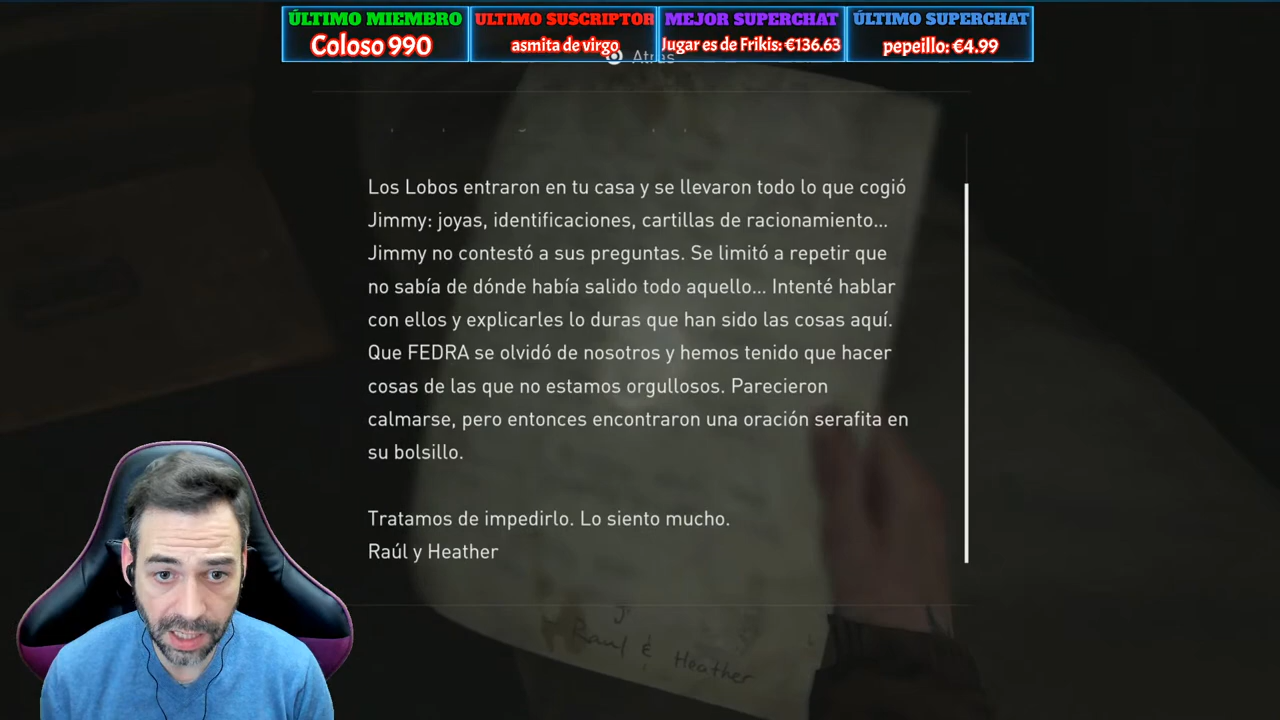 ÚLTIMO MIEMBRO
Coloso 990
ULTIMO SUSCRIPTOR
asmita de virgo
MEJOR SUPERCHAT
Jugar es de Frikis: €136.63
ÚLTIMO SUPERCHAT
pepeillo: €4.99
Atrás
Los Lobos entraron en tu casa y se llevaron todo lo que cogió
Jimmy: joyas, identificaciones, cartillas de racionamiento...
Jimmy no contestó a sus preguntas. Se limitó a repetir que
no sabía de dónde había salido todo aquello... Intenté hablar
con ellos y explicarles lo duras que han sido las cosas aquí.
Que FEDRA se olvidó de nosotros y hemos tenido que hacer
cosas de las que no estamos orgullosos. Parecieron
calmarse, pero entonces encontraron una oración serafita en
su bolsillo.
Tratamos de impedirlo. Lo siento mucho.
Raúl y Heather
Raul & Heather